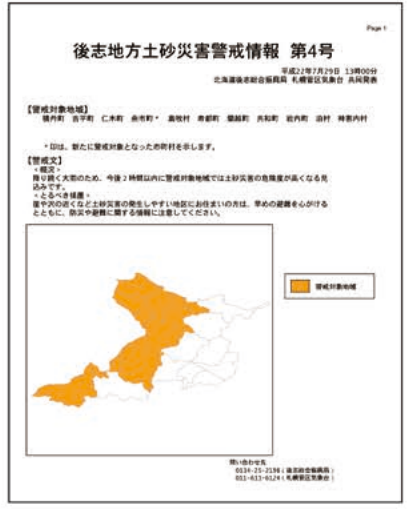 Page 1
後志地方土砂災害警戒情報 第4号
平成22年7月29日 13時00分
北海道後志総合振興局 札幌管区気象台 共同発表
【警戒対象地域】
積丹町 古平町 仁木町 余市町* 島牧村 寿都町 蘭越町 共和町 岩内町 泊村 神恵内村
*印は、新たに警戒対象となった市町村を示します。
【警戒文】
<概況>
降り続く大雨のため、今後2時間以内に警戒対象地域では土砂災害の危険度が高くなる見
込みです。
<とるべき措置>
崖や沢の近くなど土砂災害の発生しやすい地区にお住まいの方は、早めの避難を心がける
とともに、防災や避難に関する情報に注意してください。
警戒対象地域
問い合わせ先
0134-23-2136(後志総合振興局)
011-611-6124(札幌管区気象台)